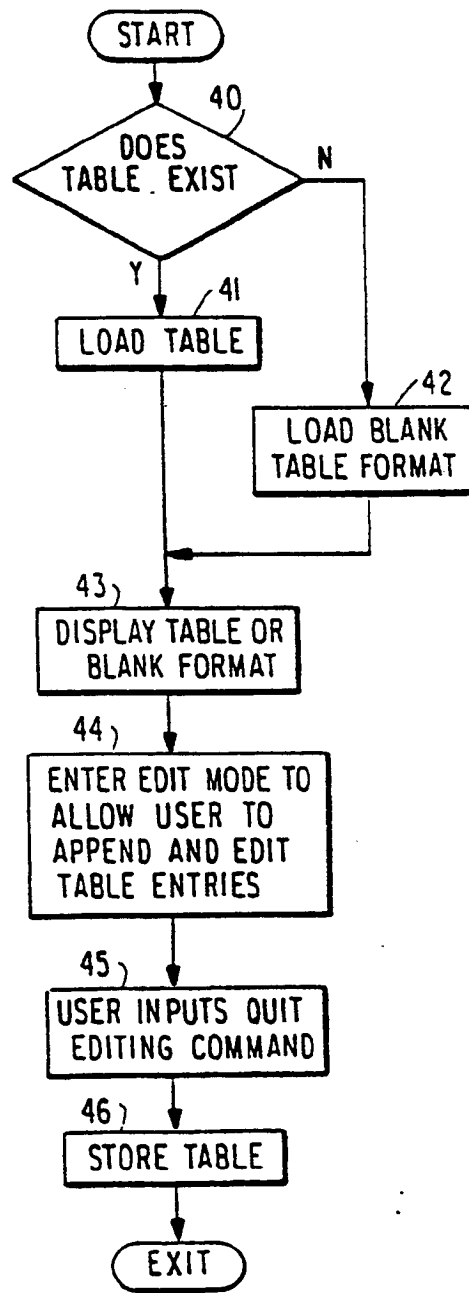 START
40
DOES
TABLE EXIST
N
Y
41
LOAD TABLE
42
LOAD BLANK
TABLE FORMAT
43
DISPLAY TABLE OR
BLANK FORMAT
44
ENTER EDIT MODE TO
ALLOW USER TO
APPEND AND EDIT
TABLE ENTRIES
45
USER INPUTS QUIT
EDITING COMMAND
46
STORE TABLE
EXIT